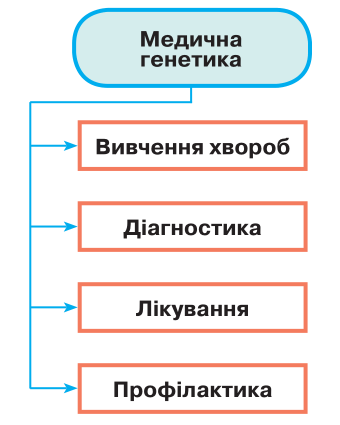 Медична
генетика
Вивчення хвороб
Діагностика
Лікування
Профілактика